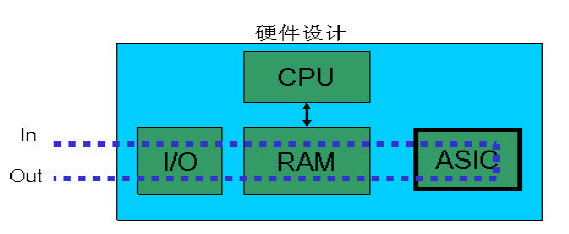 硬件设计
CPU
In
I/O
RAM
ASIC
Out